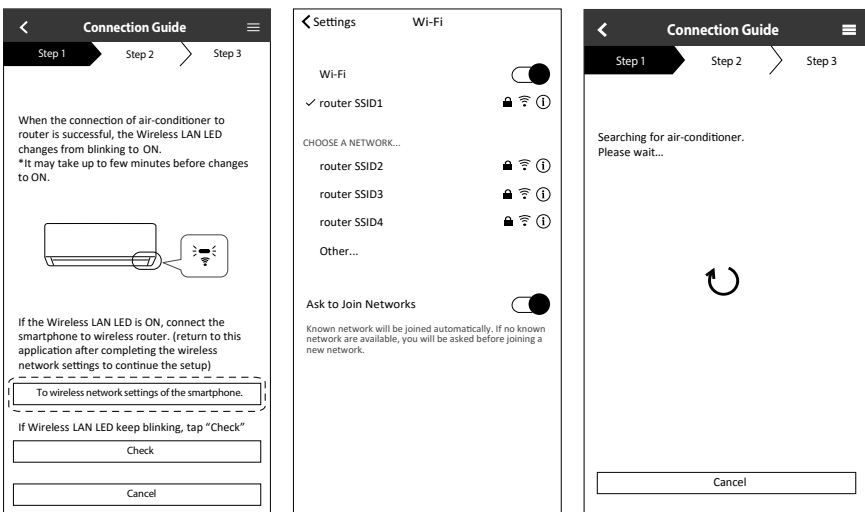 Connection Guide
Step 1
Step 2
Step 3
When the connection of air-conditioner to
router is successful, the Wireless LAN LED
changes from blinking to ON.
*It may take up to few minutes before changes
to ON.
If the Wireless LAN LED is ON, connect the
smartphone to wireless router. (return to this
application after completing the wireless
network settings to continue the setup)
To wireless network settings of the smartphone.
If Wireless LAN LED keep blinking, tap “Check”
Check
Cancel
Settings
Wi-Fi
Wi-Fi
router SSID1
CHOOSE A NETWORK...
router SSID2
router SSID3
router SSID4
Other...
Ask to Join Networks
Known network will be joined automatically. If no known
network are available, you will be asked before joining a
new network.
Connection Guide
Step 1
Step 2
Step 3
Searching for air-conditioner.
Please wait...
Cancel